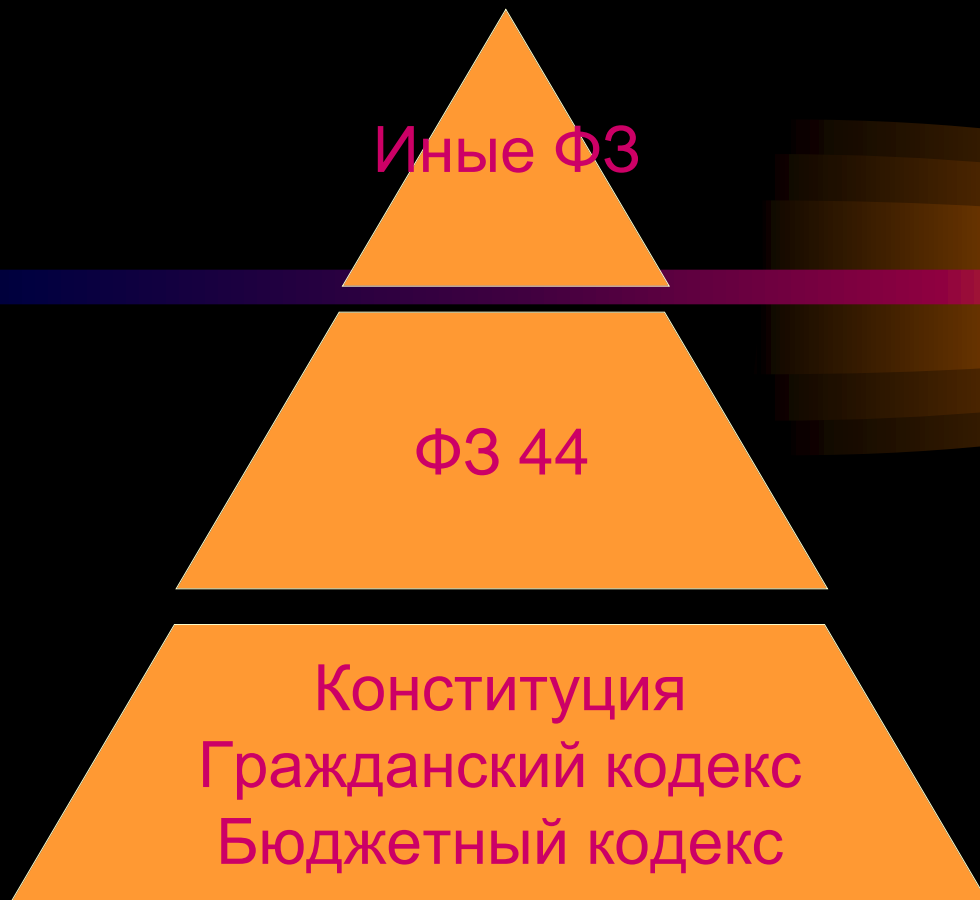 Иные ФЗ
ФЗ 44
Конституция
Гражданский кодекс
Бюджетный кодекс